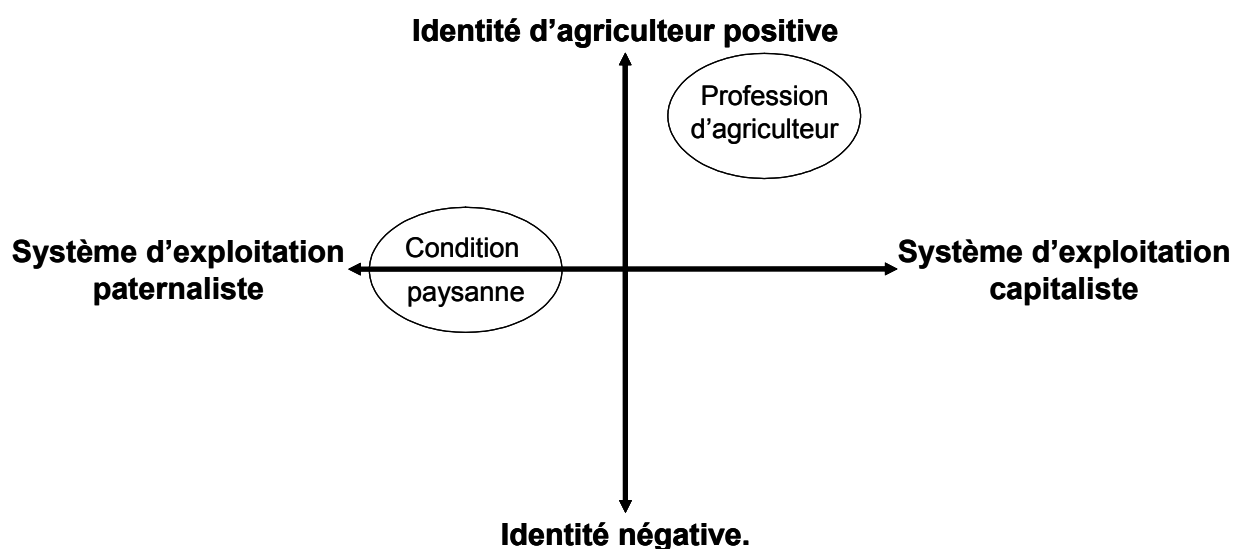 Identité d’agriculteur positive
Profession
d’agriculteur
Système d’exploitation
paternaliste
Condition
paysanne
Système d’exploitation
capitaliste
Identité négative.